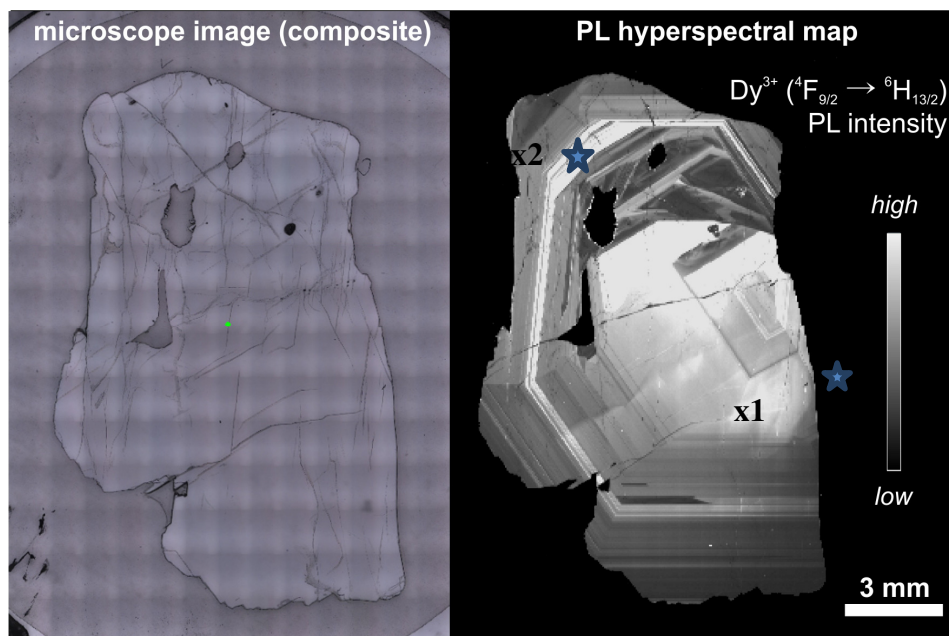 microscope image (composite)
PL hyperspectral map
Dy³⁺ (⁴F₉/₂ → ⁶H₁₃/₂)
PL intensity
x2
high
x1
low
3 mm